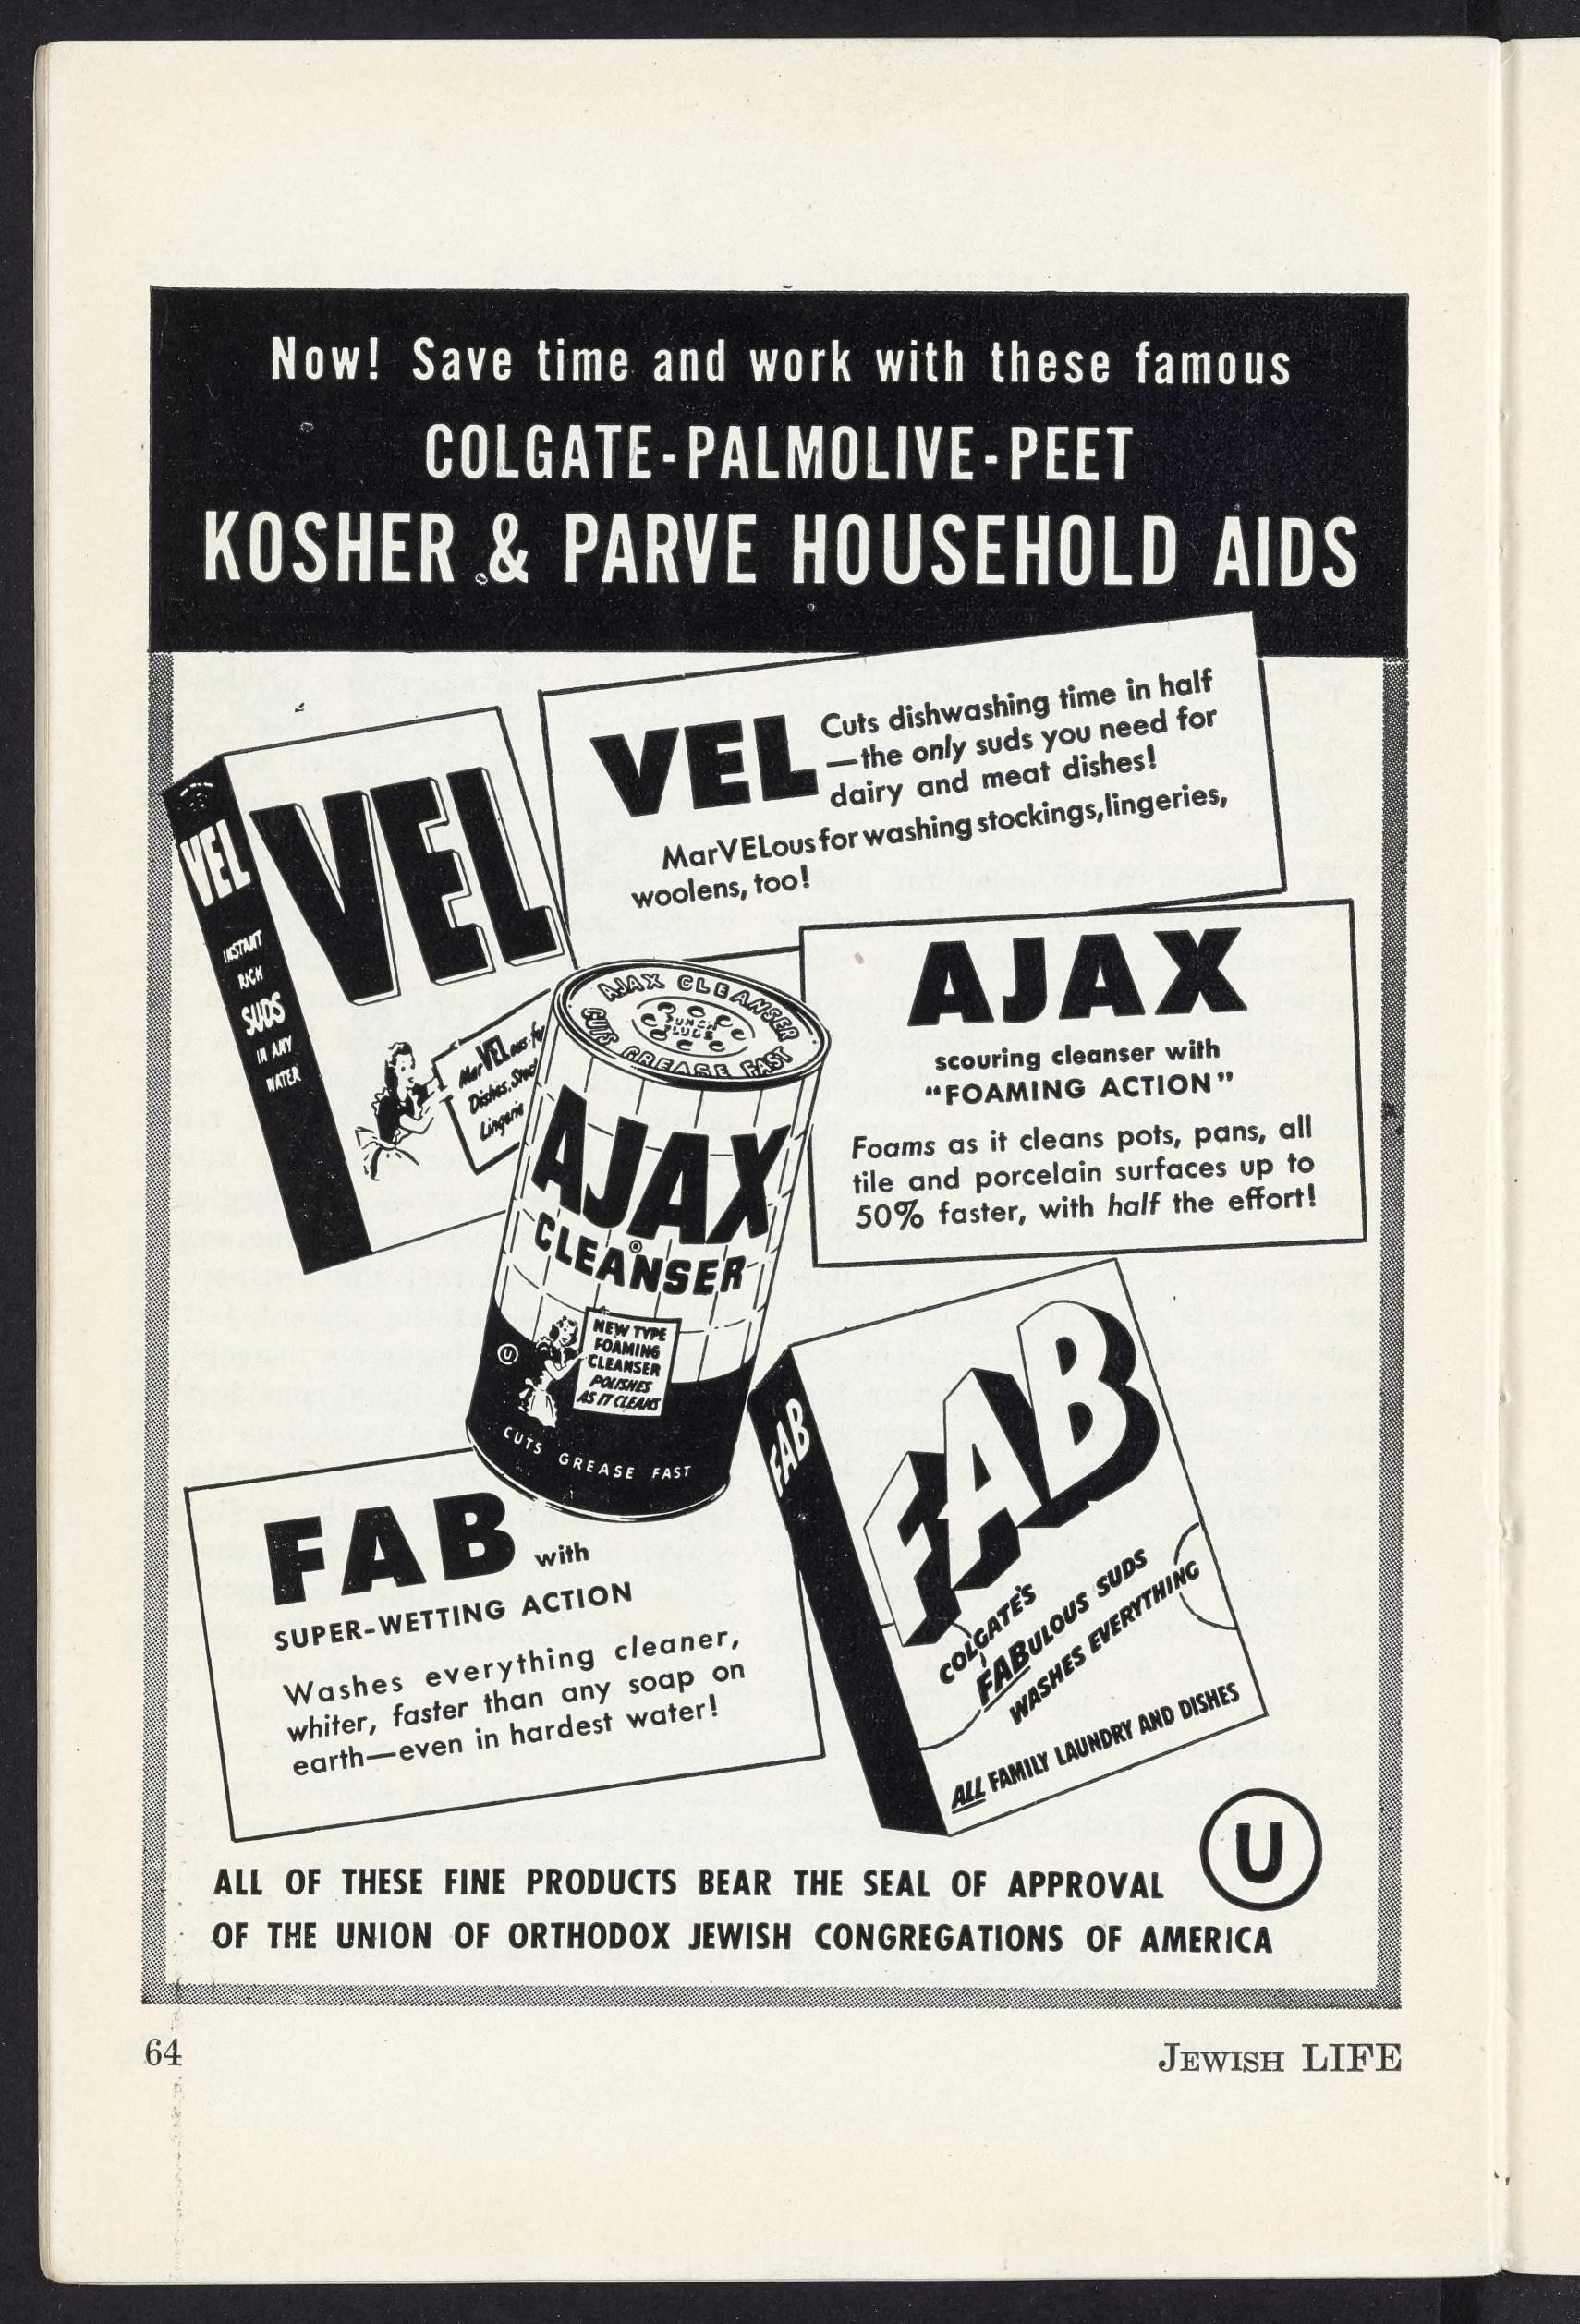 Now! Save time and work with these famous
COLGATE-PALMOLIVE-PEET
KOSHER & PARVE HOUSEHOLD AIDS
VEL
Cuts dishwashing time in half
—the only suds you need for
dairy and meat dishes!
MarVELous for washing stockings, lingeries,
woolens, too!
VEL
INSTANT
RICH
SUDS
IN ANY
WATER
VEL
MarVELous for
Dishes, Stoc
Lingerie
AJAX CLEANSER
CUTS GREASE FAST
PUNCH
PLUGS
AJAX
CLEANSER
®
U
NEW TYPE
FOAMING
CLEANSER
POLISHES
AS IT CLEANS
CUTS GREASE FAST
AJAX
scouring cleanser with
"FOAMING ACTION"
Foams as it cleans pots, pans, all
tile and porcelain surfaces up to
50% faster, with half the effort!
FAB with
SUPER-WETTING ACTION
Washes everything cleaner,
whiter, faster than any soap on
earth—even in hardest water!
FAB
FAB
COLGATE'S
FABULOUS SUDS
WASHES EVERYTHING
ALL FAMILY LAUNDRY AND DISHES
ALL OF THESE FINE PRODUCTS BEAR THE SEAL OF APPROVAL
U
OF THE UNION OF ORTHODOX JEWISH CONGREGATIONS OF AMERICA
64
JEWISH LIFE